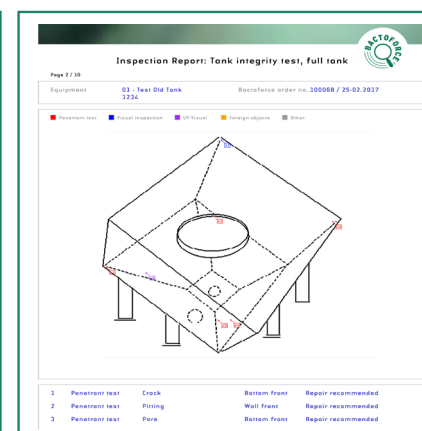 BACTOFORCE
Inspection Report: Tank integrity test, full tank
Page 2 / 10
Equipment 01 - Test Old Tank Bactoforce order no. 100068 / 25-02.2017
1234
Penetrant test Visual inspection UV/Visual Foreign objects Other
1 Penetrant test Crack Bottom front Repair recommended
2 Penetrant test Pitting Wall front Repair recommended
3 Penetrant test Pore Bottom front Repair recommended